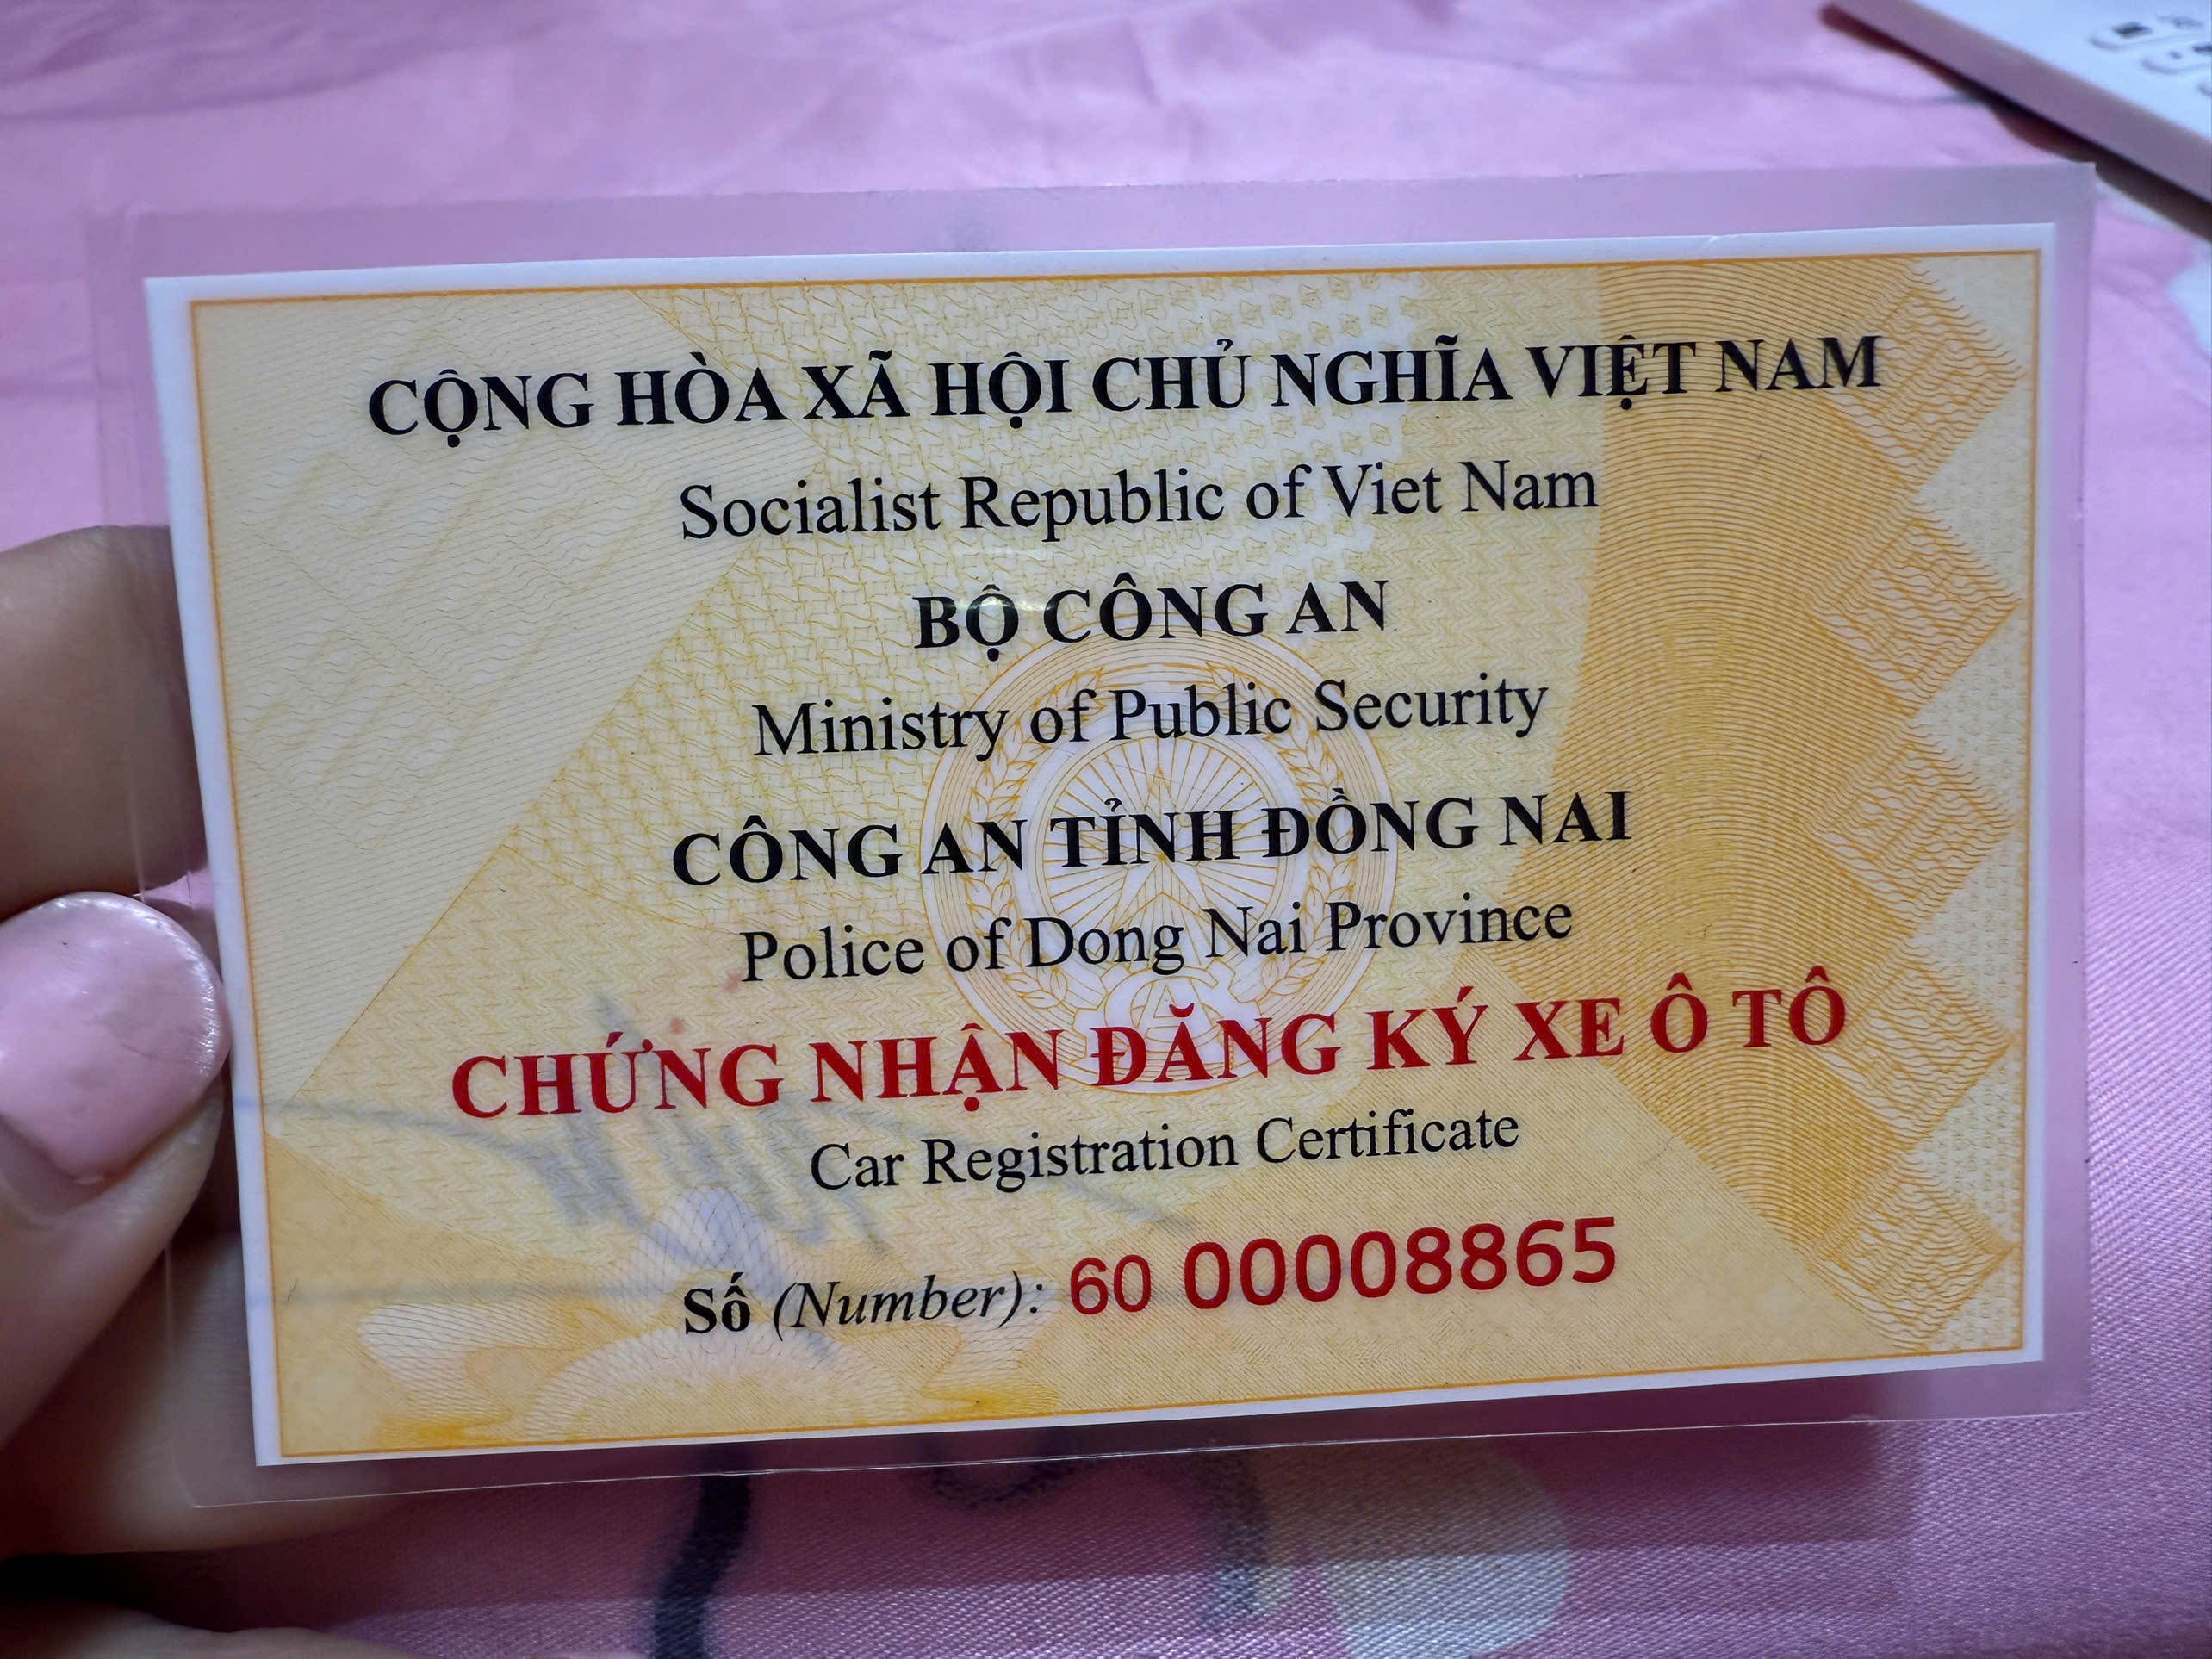 CỘNG HÒA XÃ HỘI CHỦ NGHĨA VIỆT NAM
Socialist Republic of Viet Nam
BỘ CÔNG AN
Ministry of Public Security
CÔNG AN TỈNH ĐỒNG NAI
Police of Dong Nai Province
CHỨNG NHẬN ĐĂNG KÝ XE Ô TÔ
Car Registration Certificate
Số (Number): 60 00008865